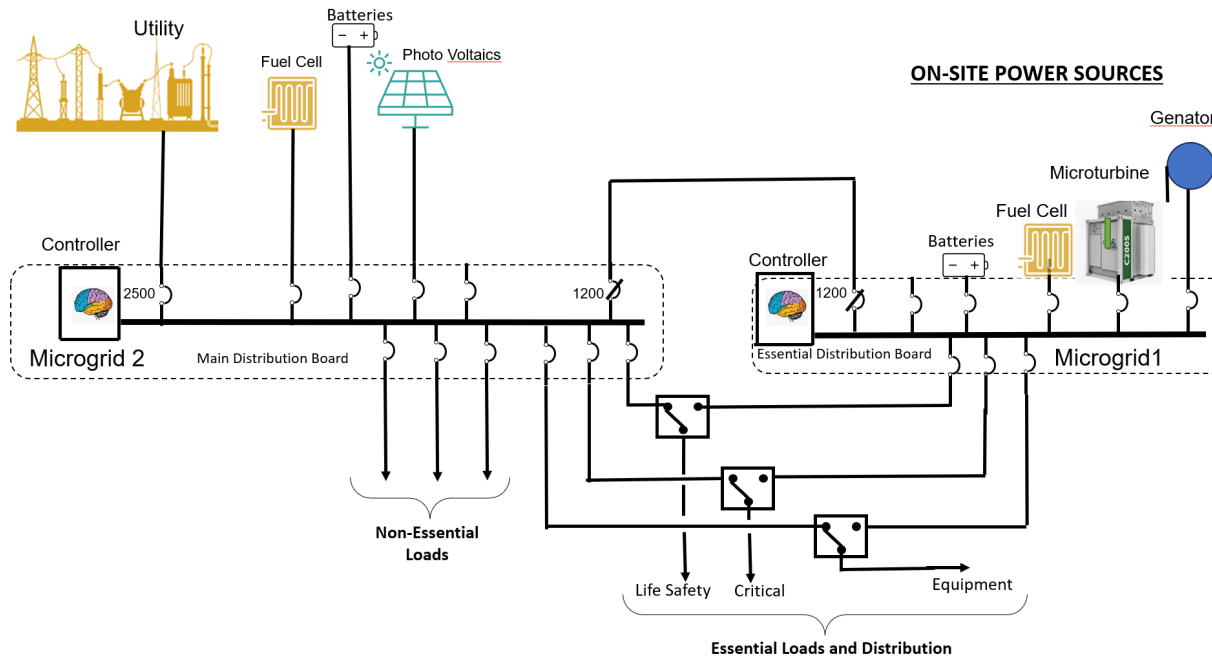 Batteries
Utility
Fuel Cell
Photo Voltaics
ON-SITE POWER SOURCES
Genator
Microturbine
Fuel Cell
Batteries
Controller
Controller
2500
1200
1200
C200S
Microgrid 2
Main Distribution Board
Essential Distribution Board
Microgrid1
Non-Essential
Loads
Life Safety
Critical
Equipment
Essential Loads and Distribution